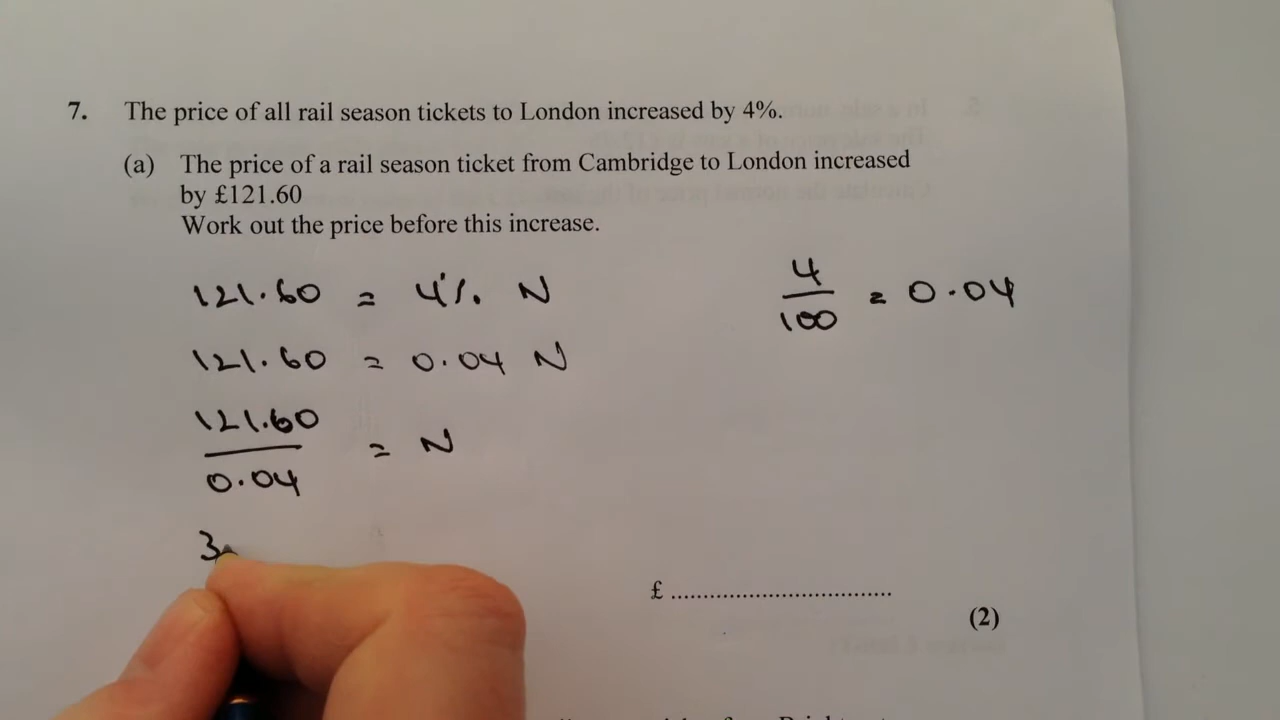 7. The price of all rail season tickets to London increased by 4%.
(a) The price of a rail season ticket from Cambridge to London increased
by £121.60
Work out the price before this increase.
121.60 = 4% N
4/100 = 0.04
121.60 = 0.04 N
121.60/0.04 = N
3
£ ..................................
(2)